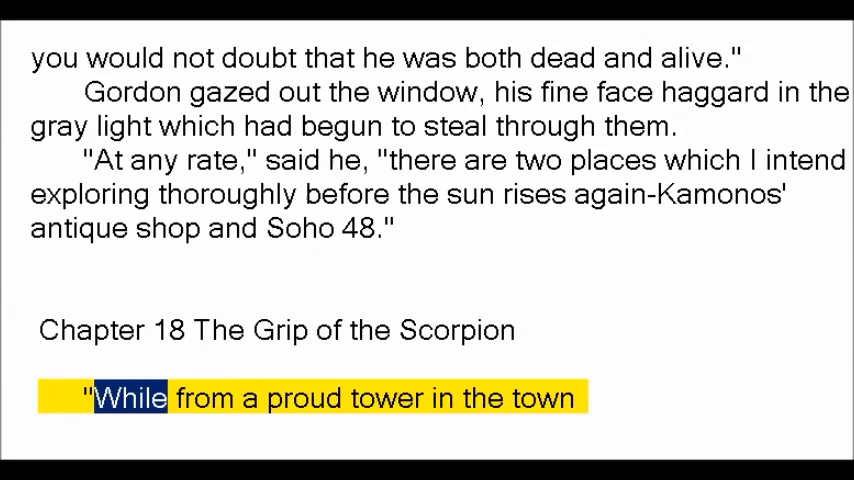 you would not doubt that he was both dead and alive."
Gordon gazed out the window, his fine face haggard in the
gray light which had begun to steal through them.
"At any rate," said he, "there are two places which I intend
exploring thoroughly before the sun rises again-Kamonos'
antique shop and Soho 48."
Chapter 18 The Grip of the Scorpion
"While from a proud tower in the town